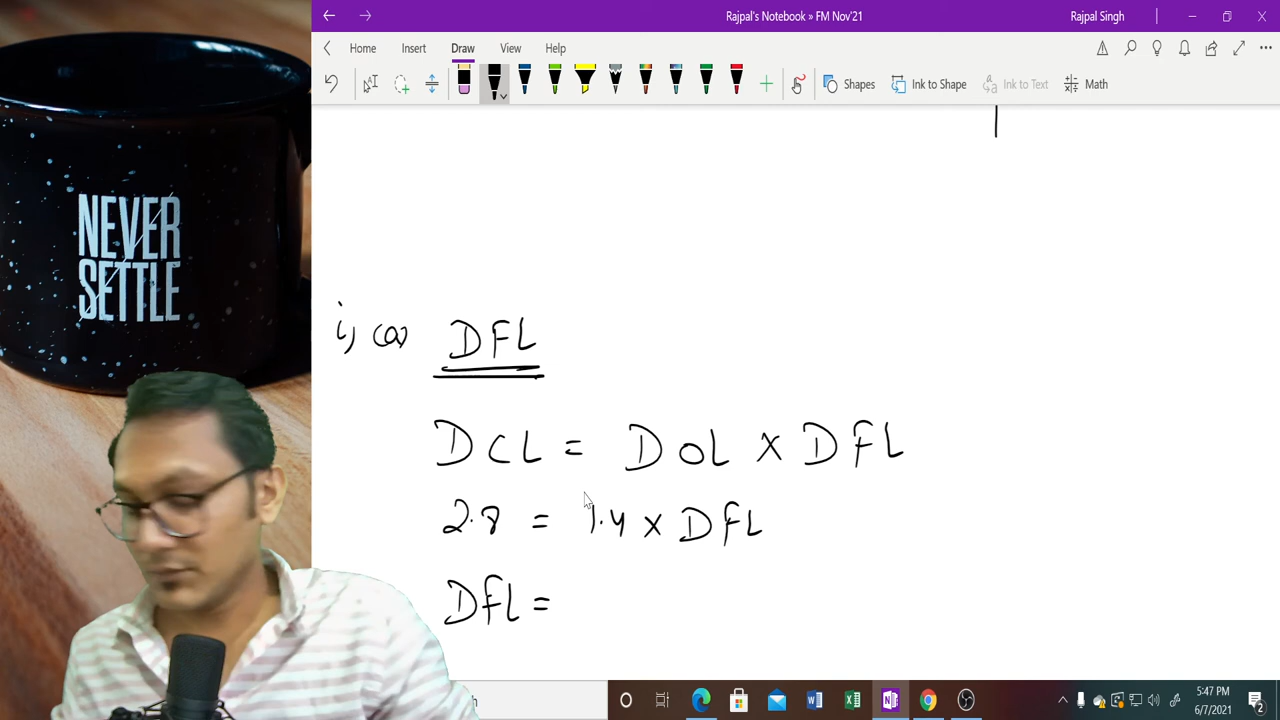 Rajpal's Notebook » FM Nov'21
Rajpal Singh
Home Insert Draw View Help
Shapes Ink to Shape Ink to Text Math
NEVER
SETTLE
i) (a) DFL
DCL = DOL X DFL
2.8 = 1.4 x DFL
DFL =
5:47 PM
6/7/2021
2